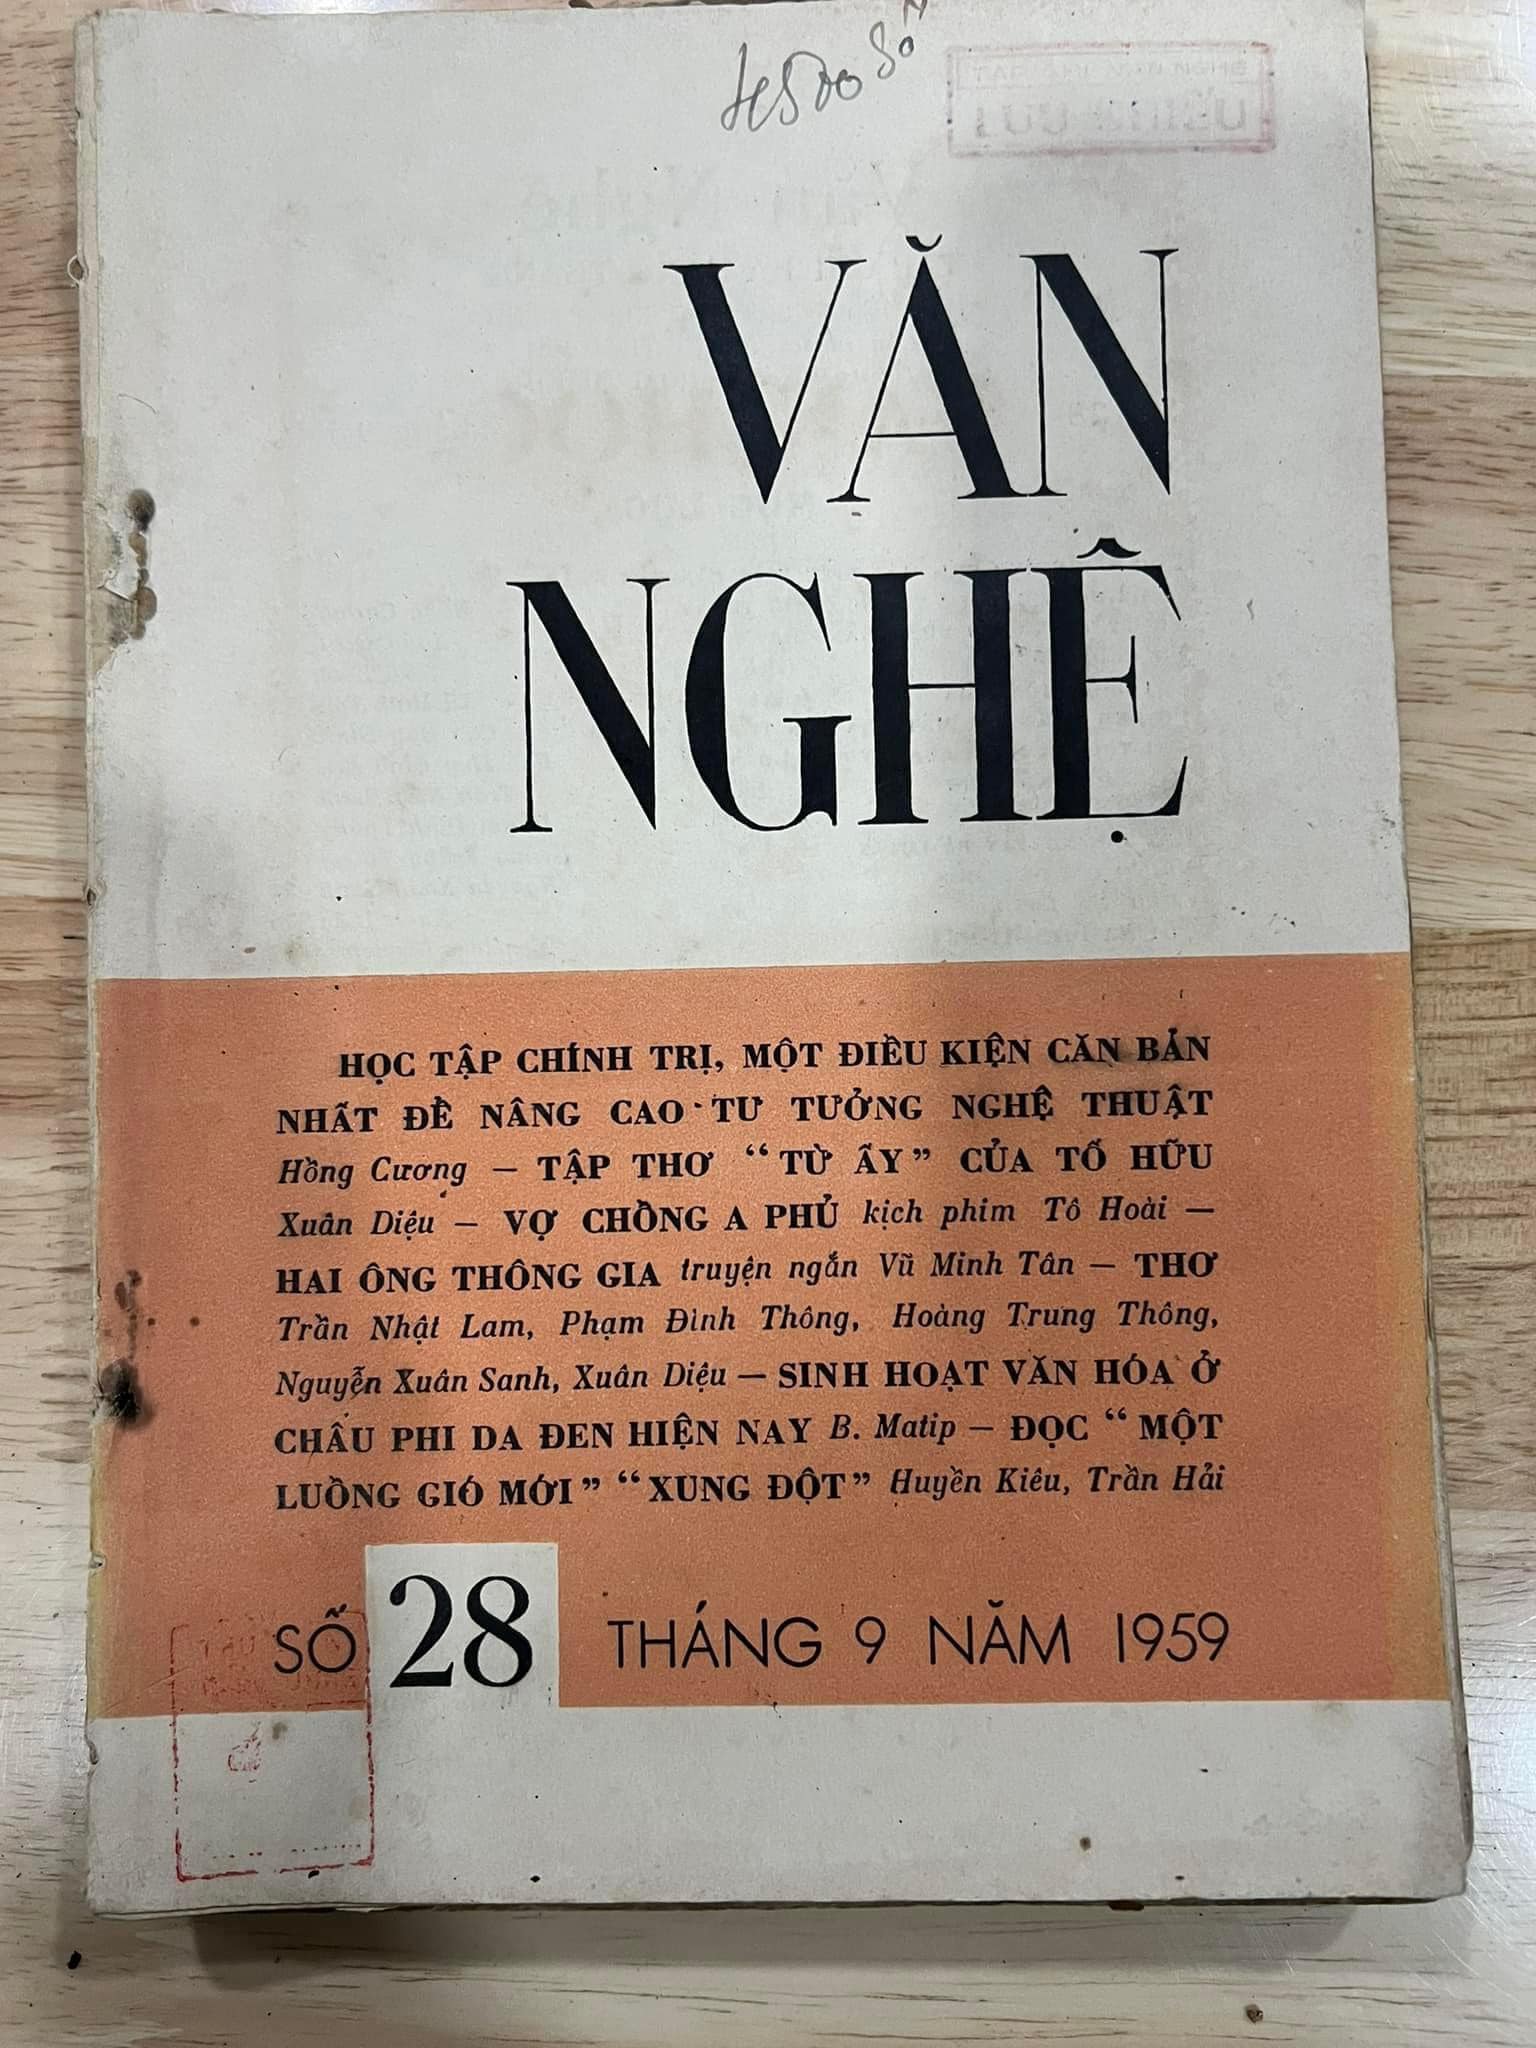 VĂN
NGHỆ
HỌC TẬP CHÍNH TRỊ, MỘT ĐIỀU KIỆN CĂN BẢN
NHẤT ĐỂ NÂNG CAO TƯ TƯỞNG NGHỆ THUẬT
Hồng Cương — TẬP THƠ “TỪ ẤY” CỦA TỐ HỮU
Xuân Diệu — VỢ CHỒNG A PHỦ kịch phim Tô Hoài —
HAI ÔNG THÔNG GIA truyện ngắn Vũ Minh Tân — THƠ
Trần Nhật Lam, Phạm Đình Thông, Hoàng Trung Thông,
Nguyễn Xuân Sanh, Xuân Diệu — SINH HOẠT VĂN HÓA Ở
CHÂU PHI DA ĐEN HIỆN NAY B. Matip — ĐỌC “MỘT
LUỒNG GIÓ MỚI” “XUNG ĐỘT” Huyền Kiêu, Trần Hải
SỐ 28 THÁNG 9 NĂM 1959